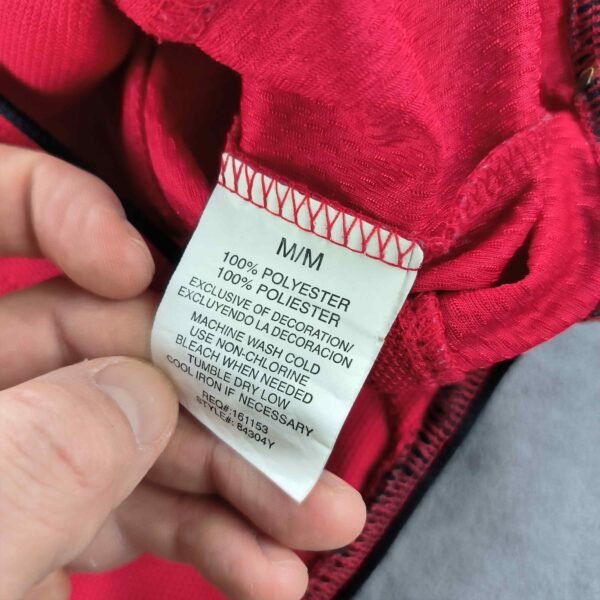 M/M
100% POLYESTER
100% POLIESTER
EXCLUSIVE OF DECORATION/
EXCLUYENDO LA DECORACION
MACHINE WASH COLD
USE NON-CHLORINE
BLEACH WHEN NEEDED
TUMBLE DRY LOW
COOL IRON IF NECESSARY
REQ#:161153
STYLE#: 84304Y